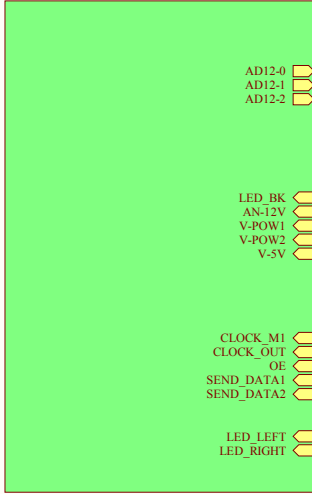 AD12-0
AD12-1
AD12-2
LED_BK
AN-12V
V-POW1
V-POW2
V-5V
CLOCK_M1
CLOCK_OUT
OE
SEND_DATA1
SEND_DATA2
LED_LEFT
LED_RIGHT